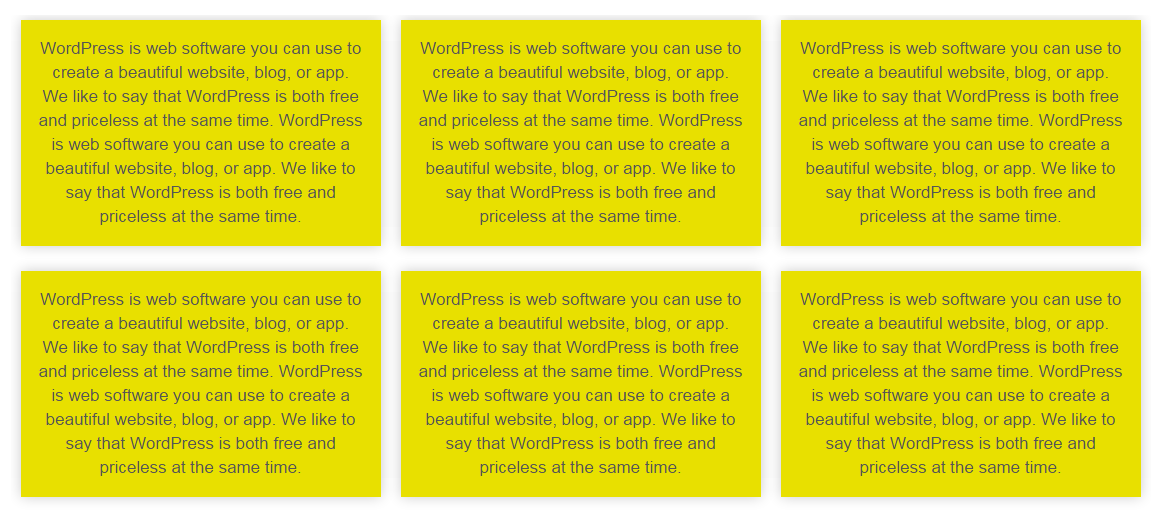 WordPress is web software you can use to
create a beautiful website, blog, or app.
We like to say that WordPress is both free
and priceless at the same time. WordPress
is web software you can use to create a
beautiful website, blog, or app. We like to
say that WordPress is both free and
priceless at the same time.
WordPress is web software you can use to
create a beautiful website, blog, or app.
We like to say that WordPress is both free
and priceless at the same time. WordPress
is web software you can use to create a
beautiful website, blog, or app. We like to
say that WordPress is both free and
priceless at the same time.
WordPress is web software you can use to
create a beautiful website, blog, or app.
We like to say that WordPress is both free
and priceless at the same time. WordPress
is web software you can use to create a
beautiful website, blog, or app. We like to
say that WordPress is both free and
priceless at the same time.
WordPress is web software you can use to
create a beautiful website, blog, or app.
We like to say that WordPress is both free
and priceless at the same time. WordPress
is web software you can use to create a
beautiful website, blog, or app. We like to
say that WordPress is both free and
priceless at the same time.
WordPress is web software you can use to
create a beautiful website, blog, or app.
We like to say that WordPress is both free
and priceless at the same time. WordPress
is web software you can use to create a
beautiful website, blog, or app. We like to
say that WordPress is both free and
priceless at the same time.
WordPress is web software you can use to
create a beautiful website, blog, or app.
We like to say that WordPress is both free
and priceless at the same time. WordPress
is web software you can use to create a
beautiful website, blog, or app. We like to
say that WordPress is both free and
priceless at the same time.